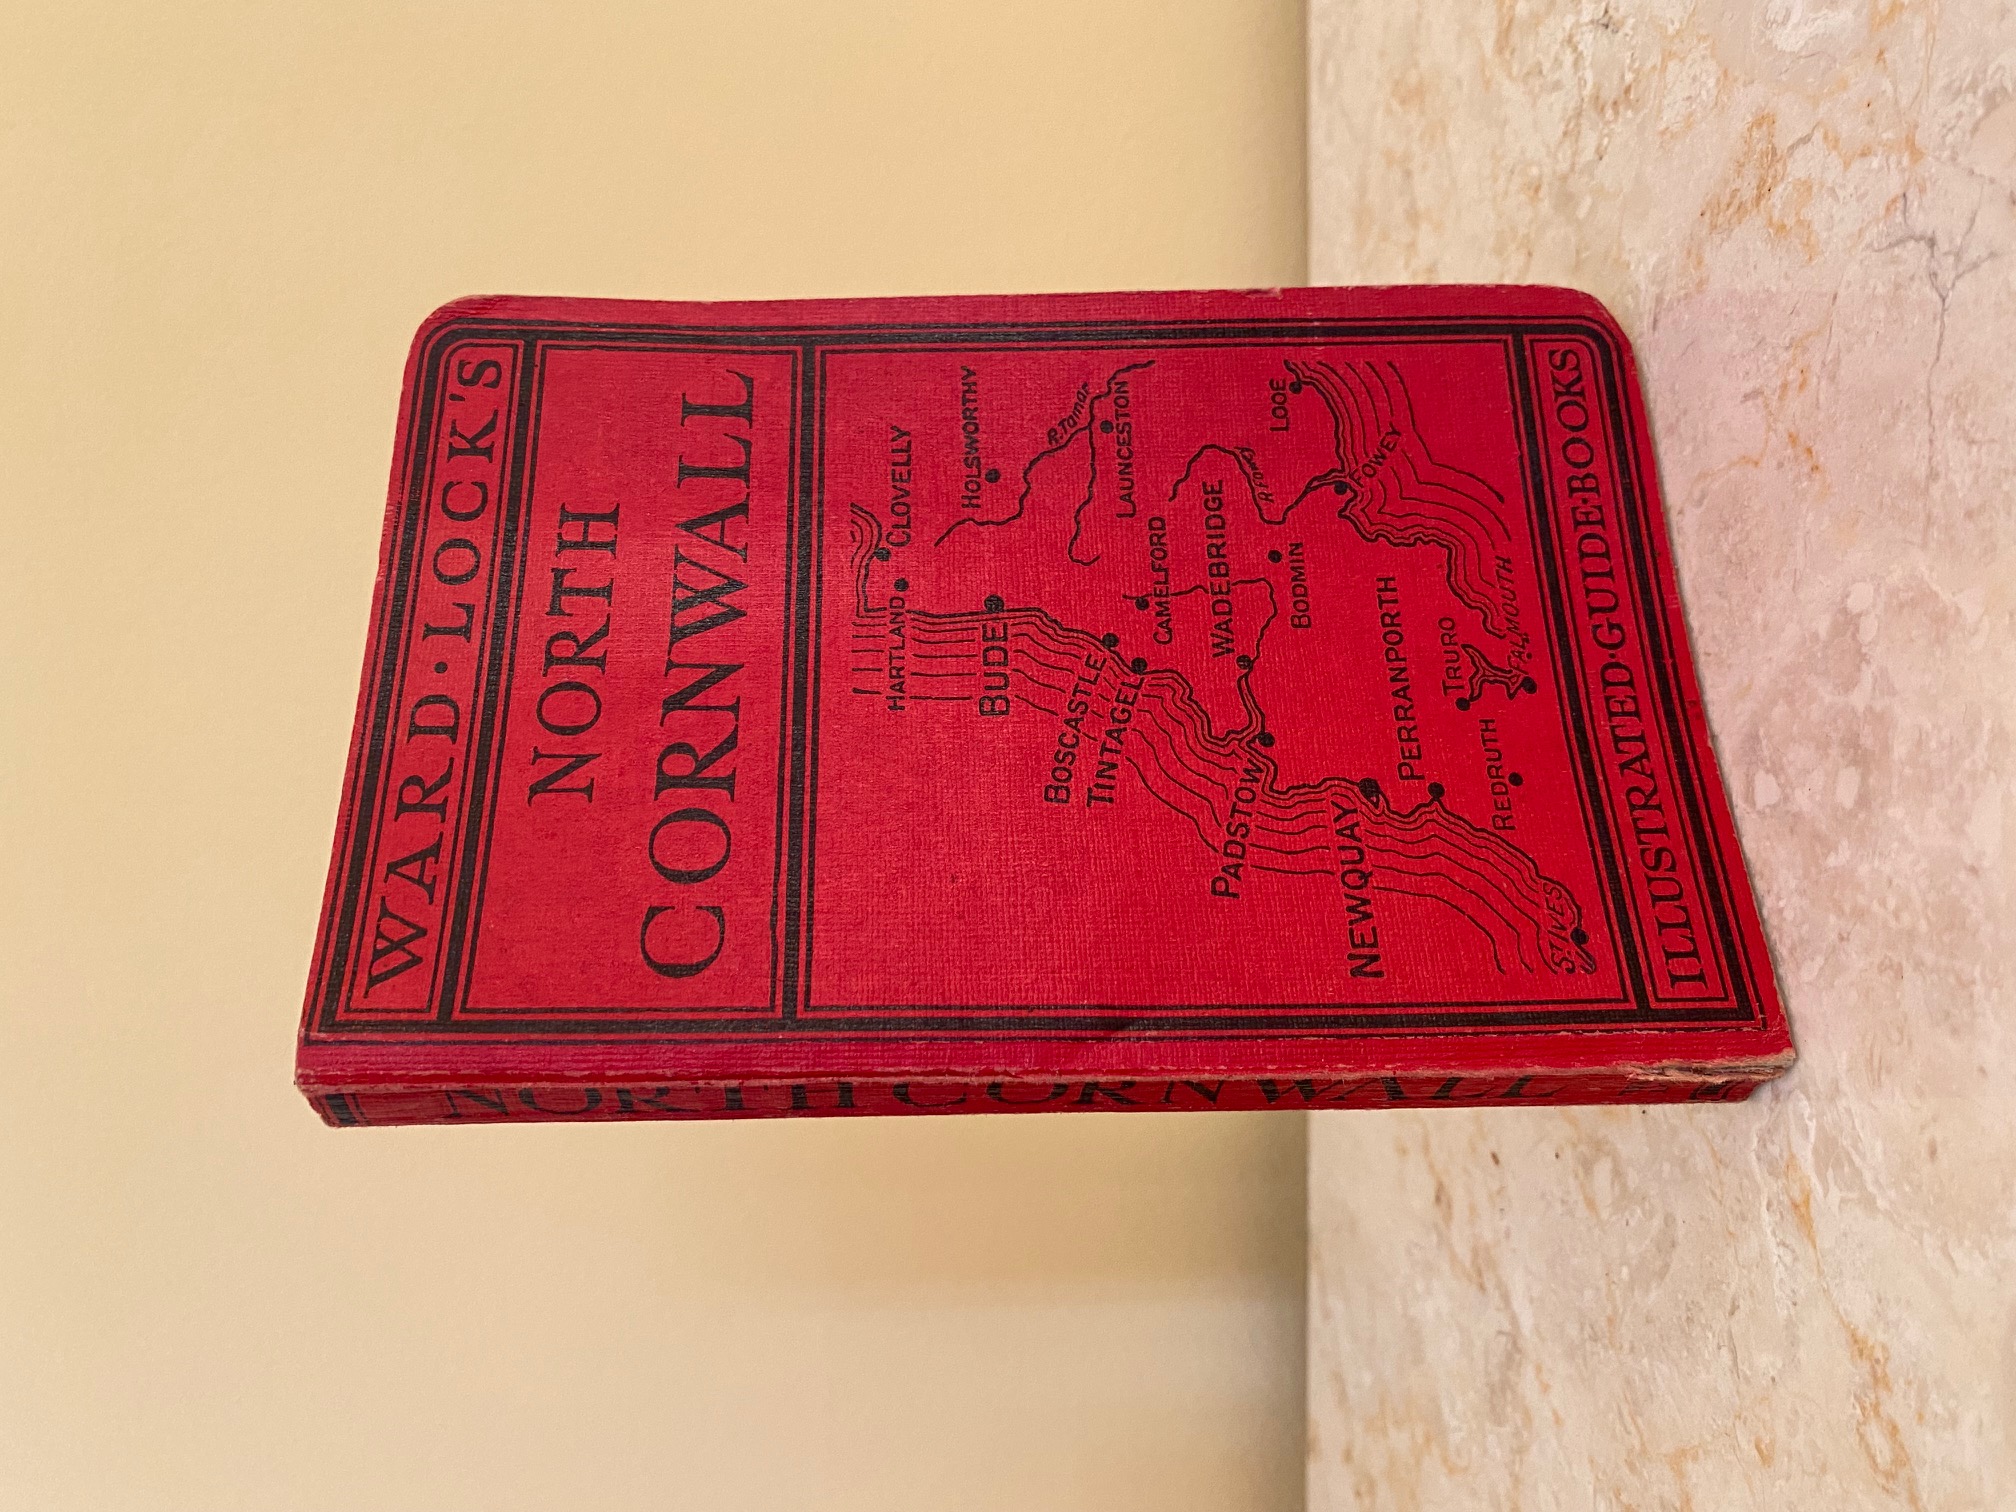 WARD·LOCK'S
NORTH
CORNWALL
CLOVELLY
HARTLAND
HOLSWORTHY
BUDE
R. Tamar
BOSCASTLE
TINTAGEL
LAUNCESTON
CAMELFORD
WADEBRIDGE
PADSTOW
R. Fowey
BODMIN
LOOE
NEWQUAY
FOWEY
PERRANPORTH
TRURO
REDRUTH
FALMOUTH
ST. IVES
ILLUSTRATED·GUIDE·BOOKS
NORTH CORNWALL